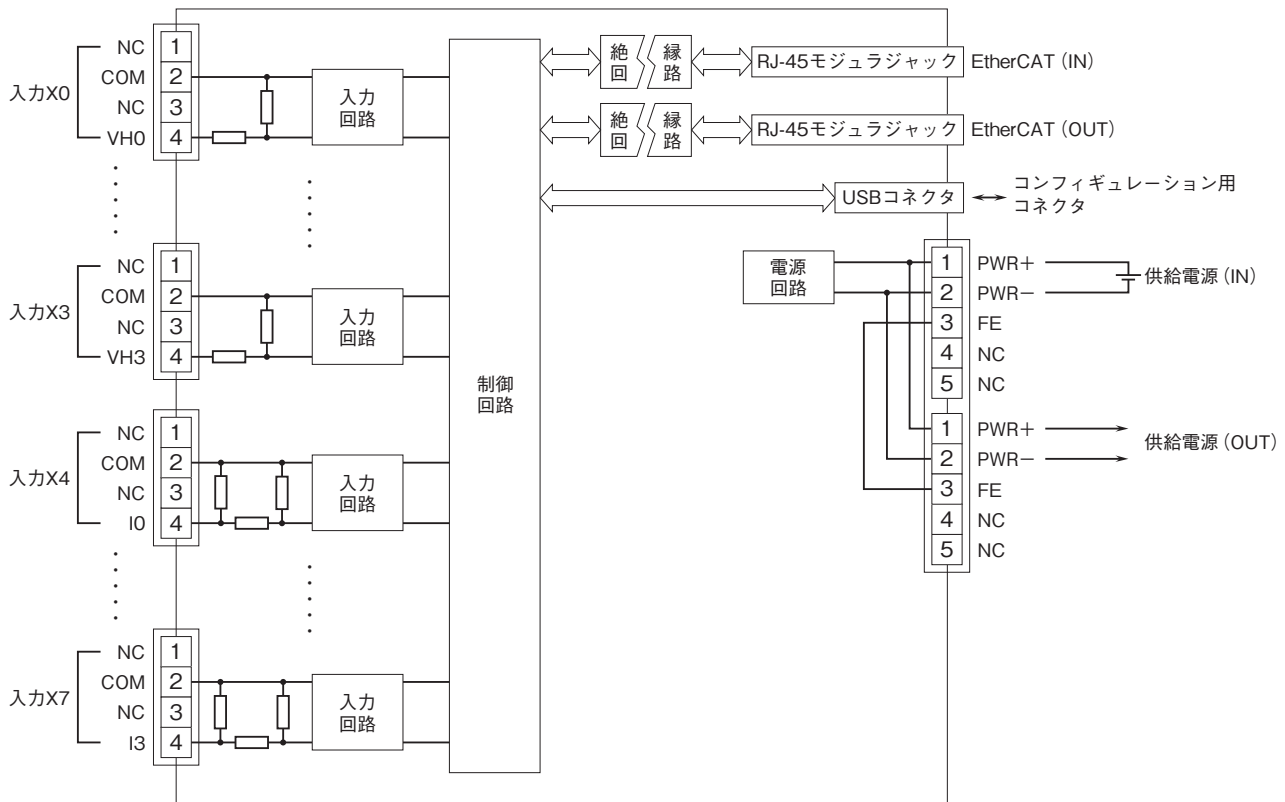 入力X0
NC 1
COM 2
NC 3
VH0 4
入力
回路
入力X3
NC 1
COM 2
NC 3
VH3 4
入力
回路
入力X4
NC 1
COM 2
NC 3
I0 4
入力
回路
入力X7
NC 1
COM 2
NC 3
I3 4
入力
回路
制御
回路
絶 縁
回 路
RJ-45モジュラジャック EtherCAT (IN)
絶 縁
回 路
RJ-45モジュラジャック EtherCAT (OUT)
USBコネクタ
コンフィギュレーション用
コネクタ
電源
回路
1 PWR+
2 PWR−
3 FE
4 NC
5 NC
供給電源 (IN)
1 PWR+
2 PWR−
3 FE
4 NC
5 NC
供給電源 (OUT)